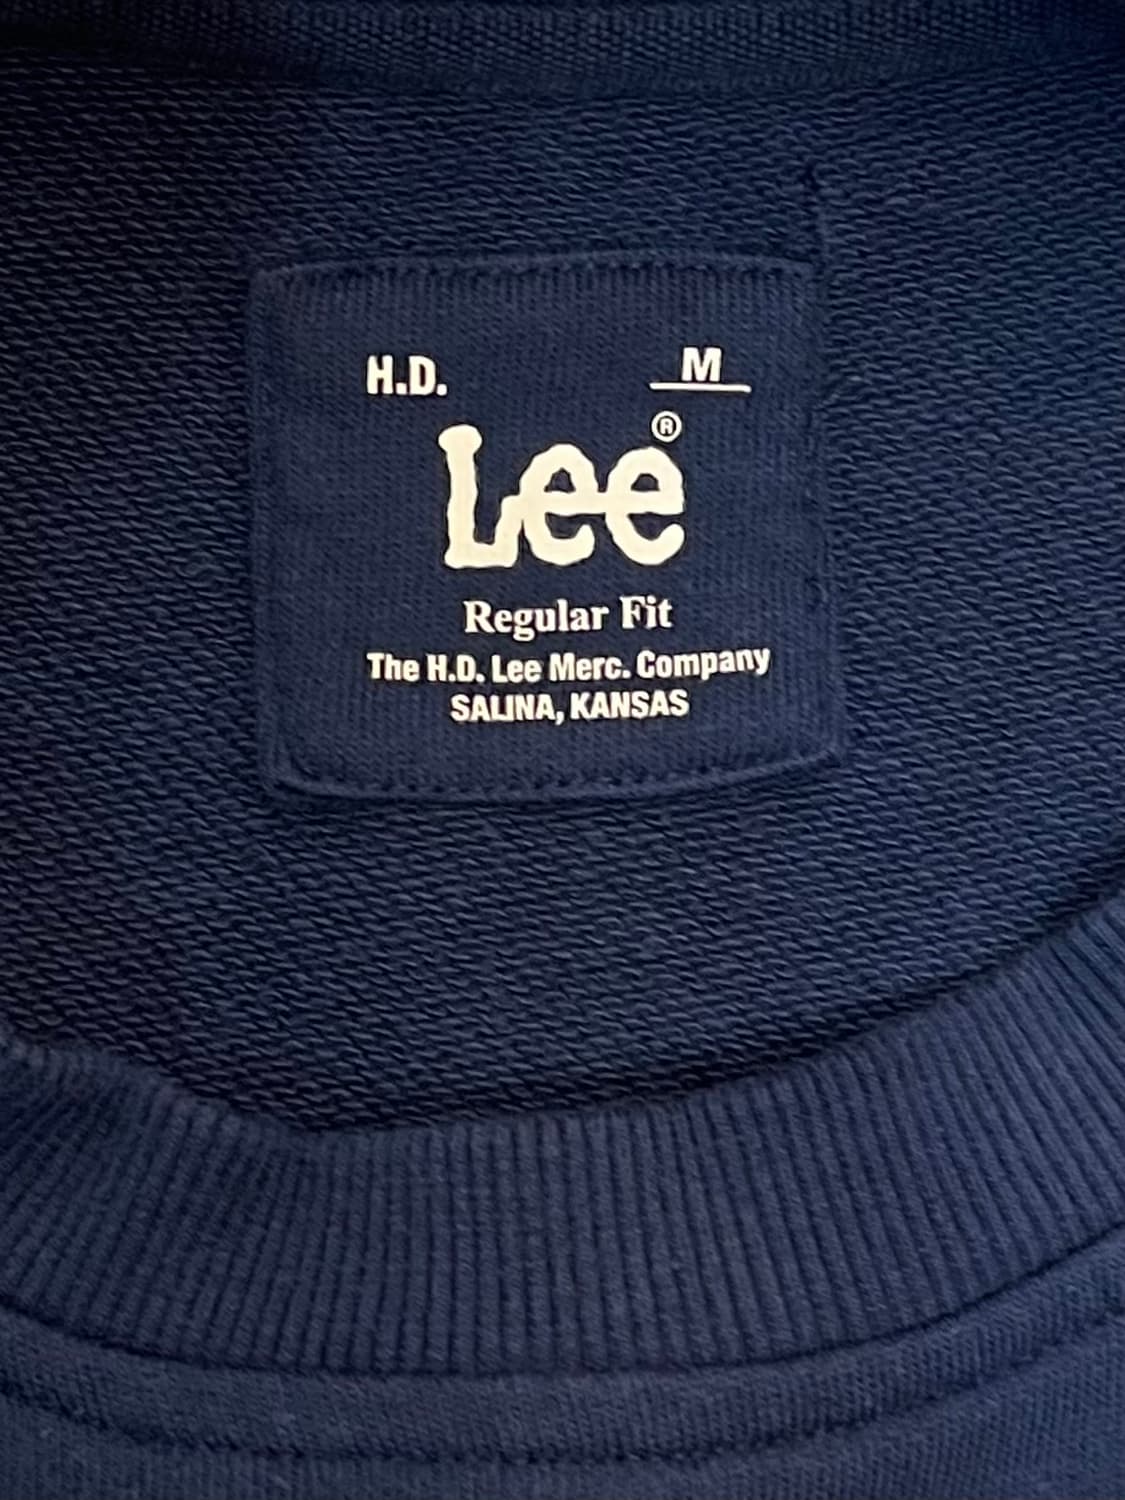 H.D. M
Lee®
Regular Fit
The H.D. Lee Merc. Company
SALINA, KANSAS